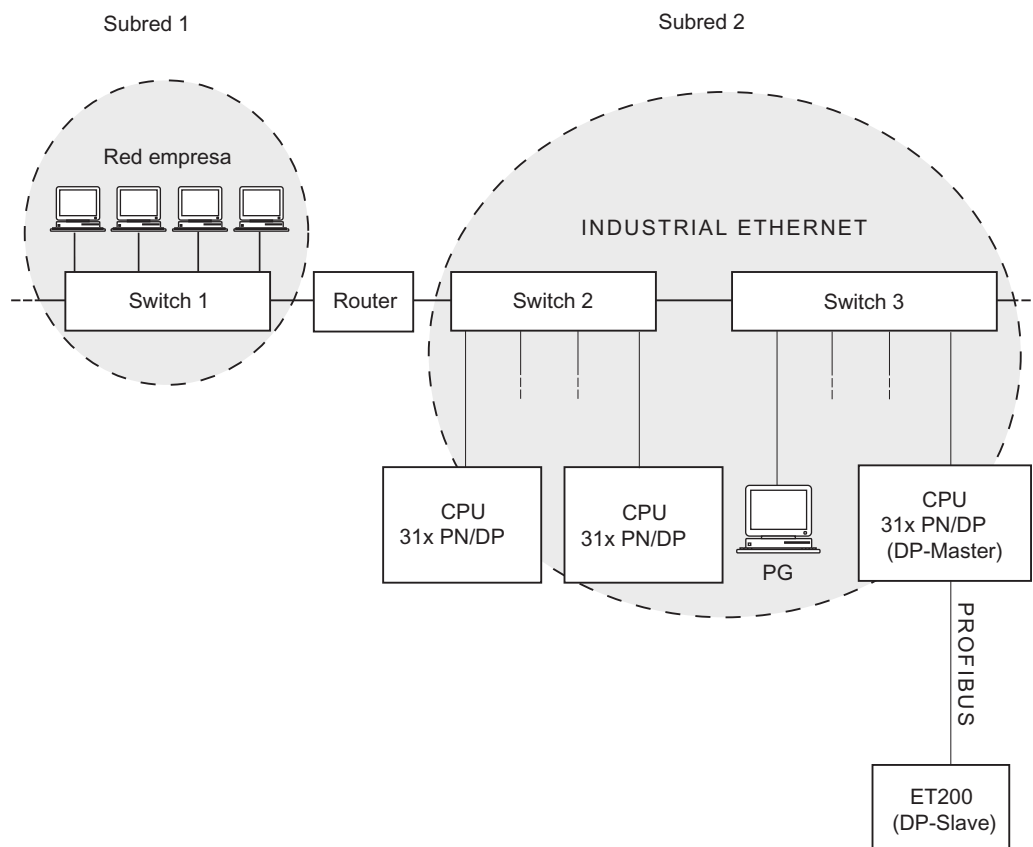 Subred 1
Subred 2
Red empresa
INDUSTRIAL ETHERNET
Switch 1
Router
Switch 2
Switch 3
CPU
31x PN/DP
CPU
31x PN/DP
PG
CPU
31x PN/DP
(DP-Master)
PROFIBUS
ET200
(DP-Slave)